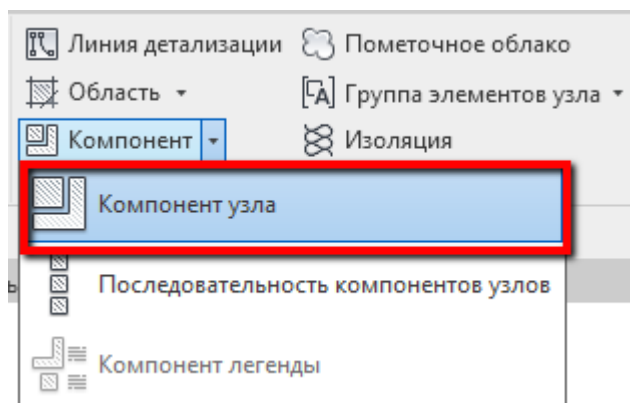 Линия детализации
Пометочное облако
Область
Группа элементов узла
Компонент
Изоляция
Компонент узла
Последовательность компонентов узлов
Компонент легенды